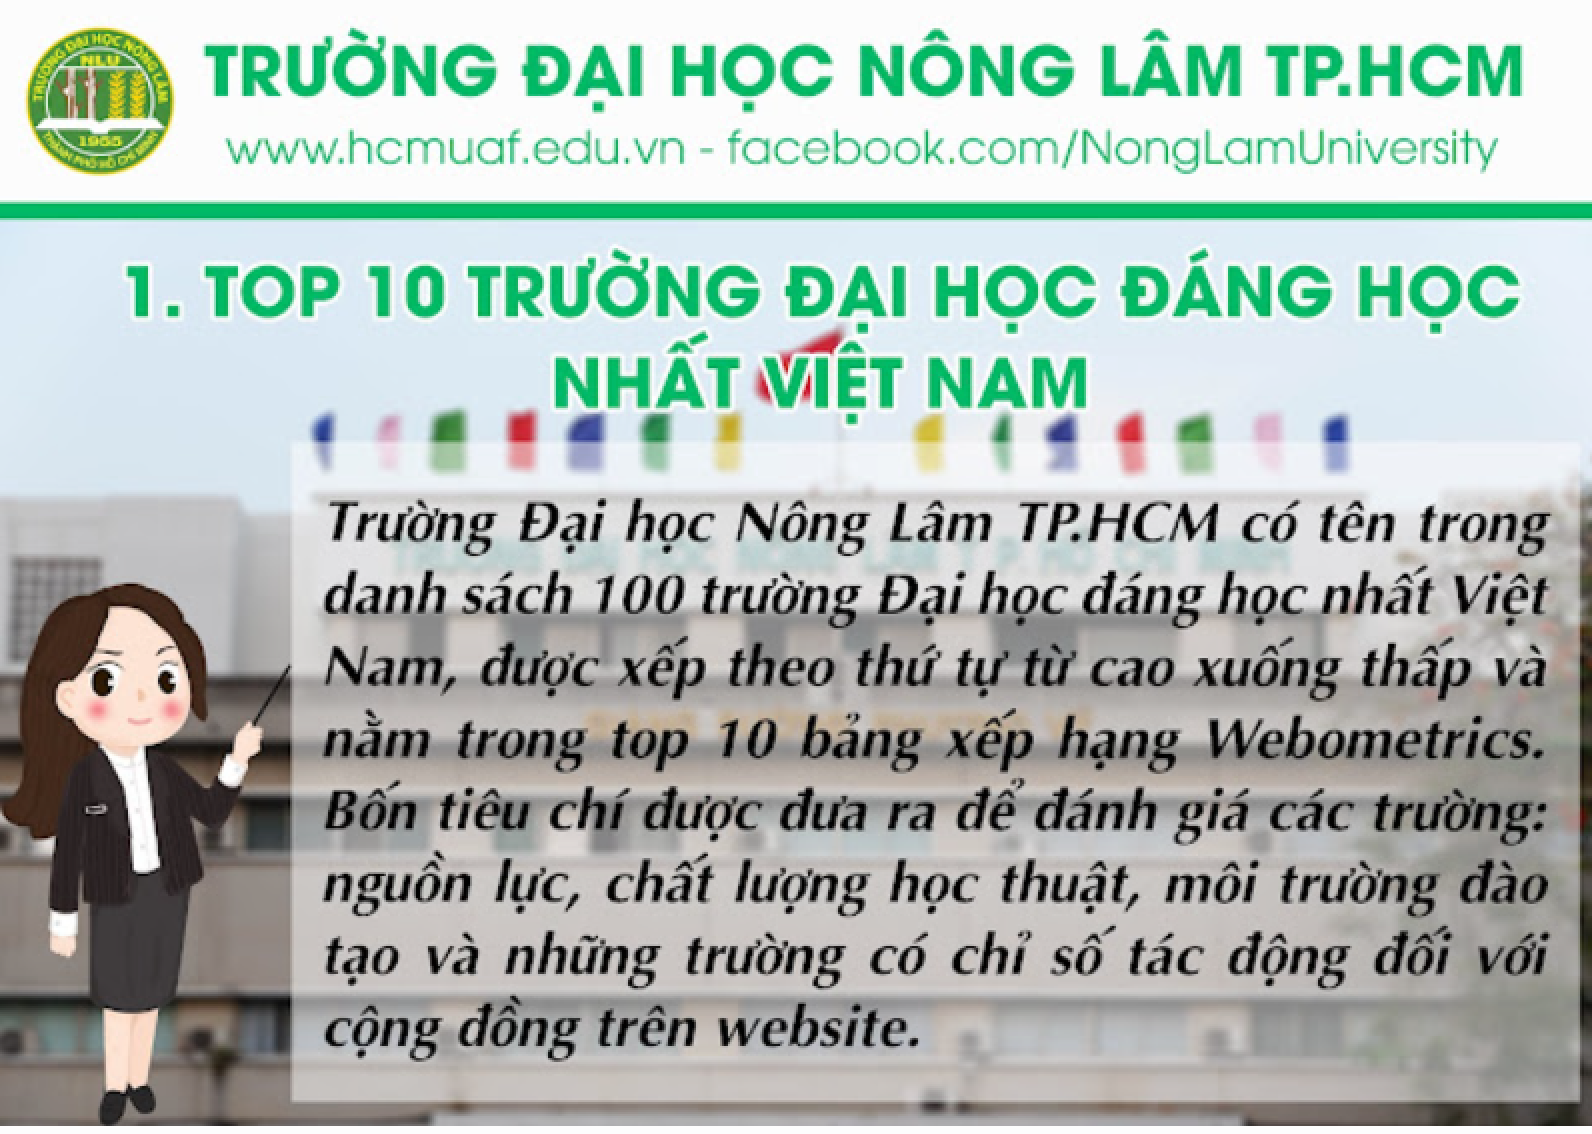 TRƯỜNG ĐẠI HỌC NÔNG LÂM
NLU
1955
THÀNH PHỐ HỒ CHÍ MINH
TRƯỜNG ĐẠI HỌC NÔNG LÂM TP.HCM
www.hcmuaf.edu.vn - facebook.com/NongLamUniversity
1. TOP 10 TRƯỜNG ĐẠI HỌC ĐÁNG HỌC
NHẤT VIỆT NAM
Trường Đại học Nông Lâm TP.HCM có tên trong
danh sách 100 trường Đại học đáng học nhất Việt
Nam, được xếp theo thứ tự từ cao xuống thấp và
nằm trong top 10 bảng xếp hạng Webometrics.
Bốn tiêu chí được đưa ra để đánh giá các trường:
nguồn lực, chất lượng học thuật, môi trường đào
tạo và những trường có chỉ số tác động đối với
cộng đồng trên website.